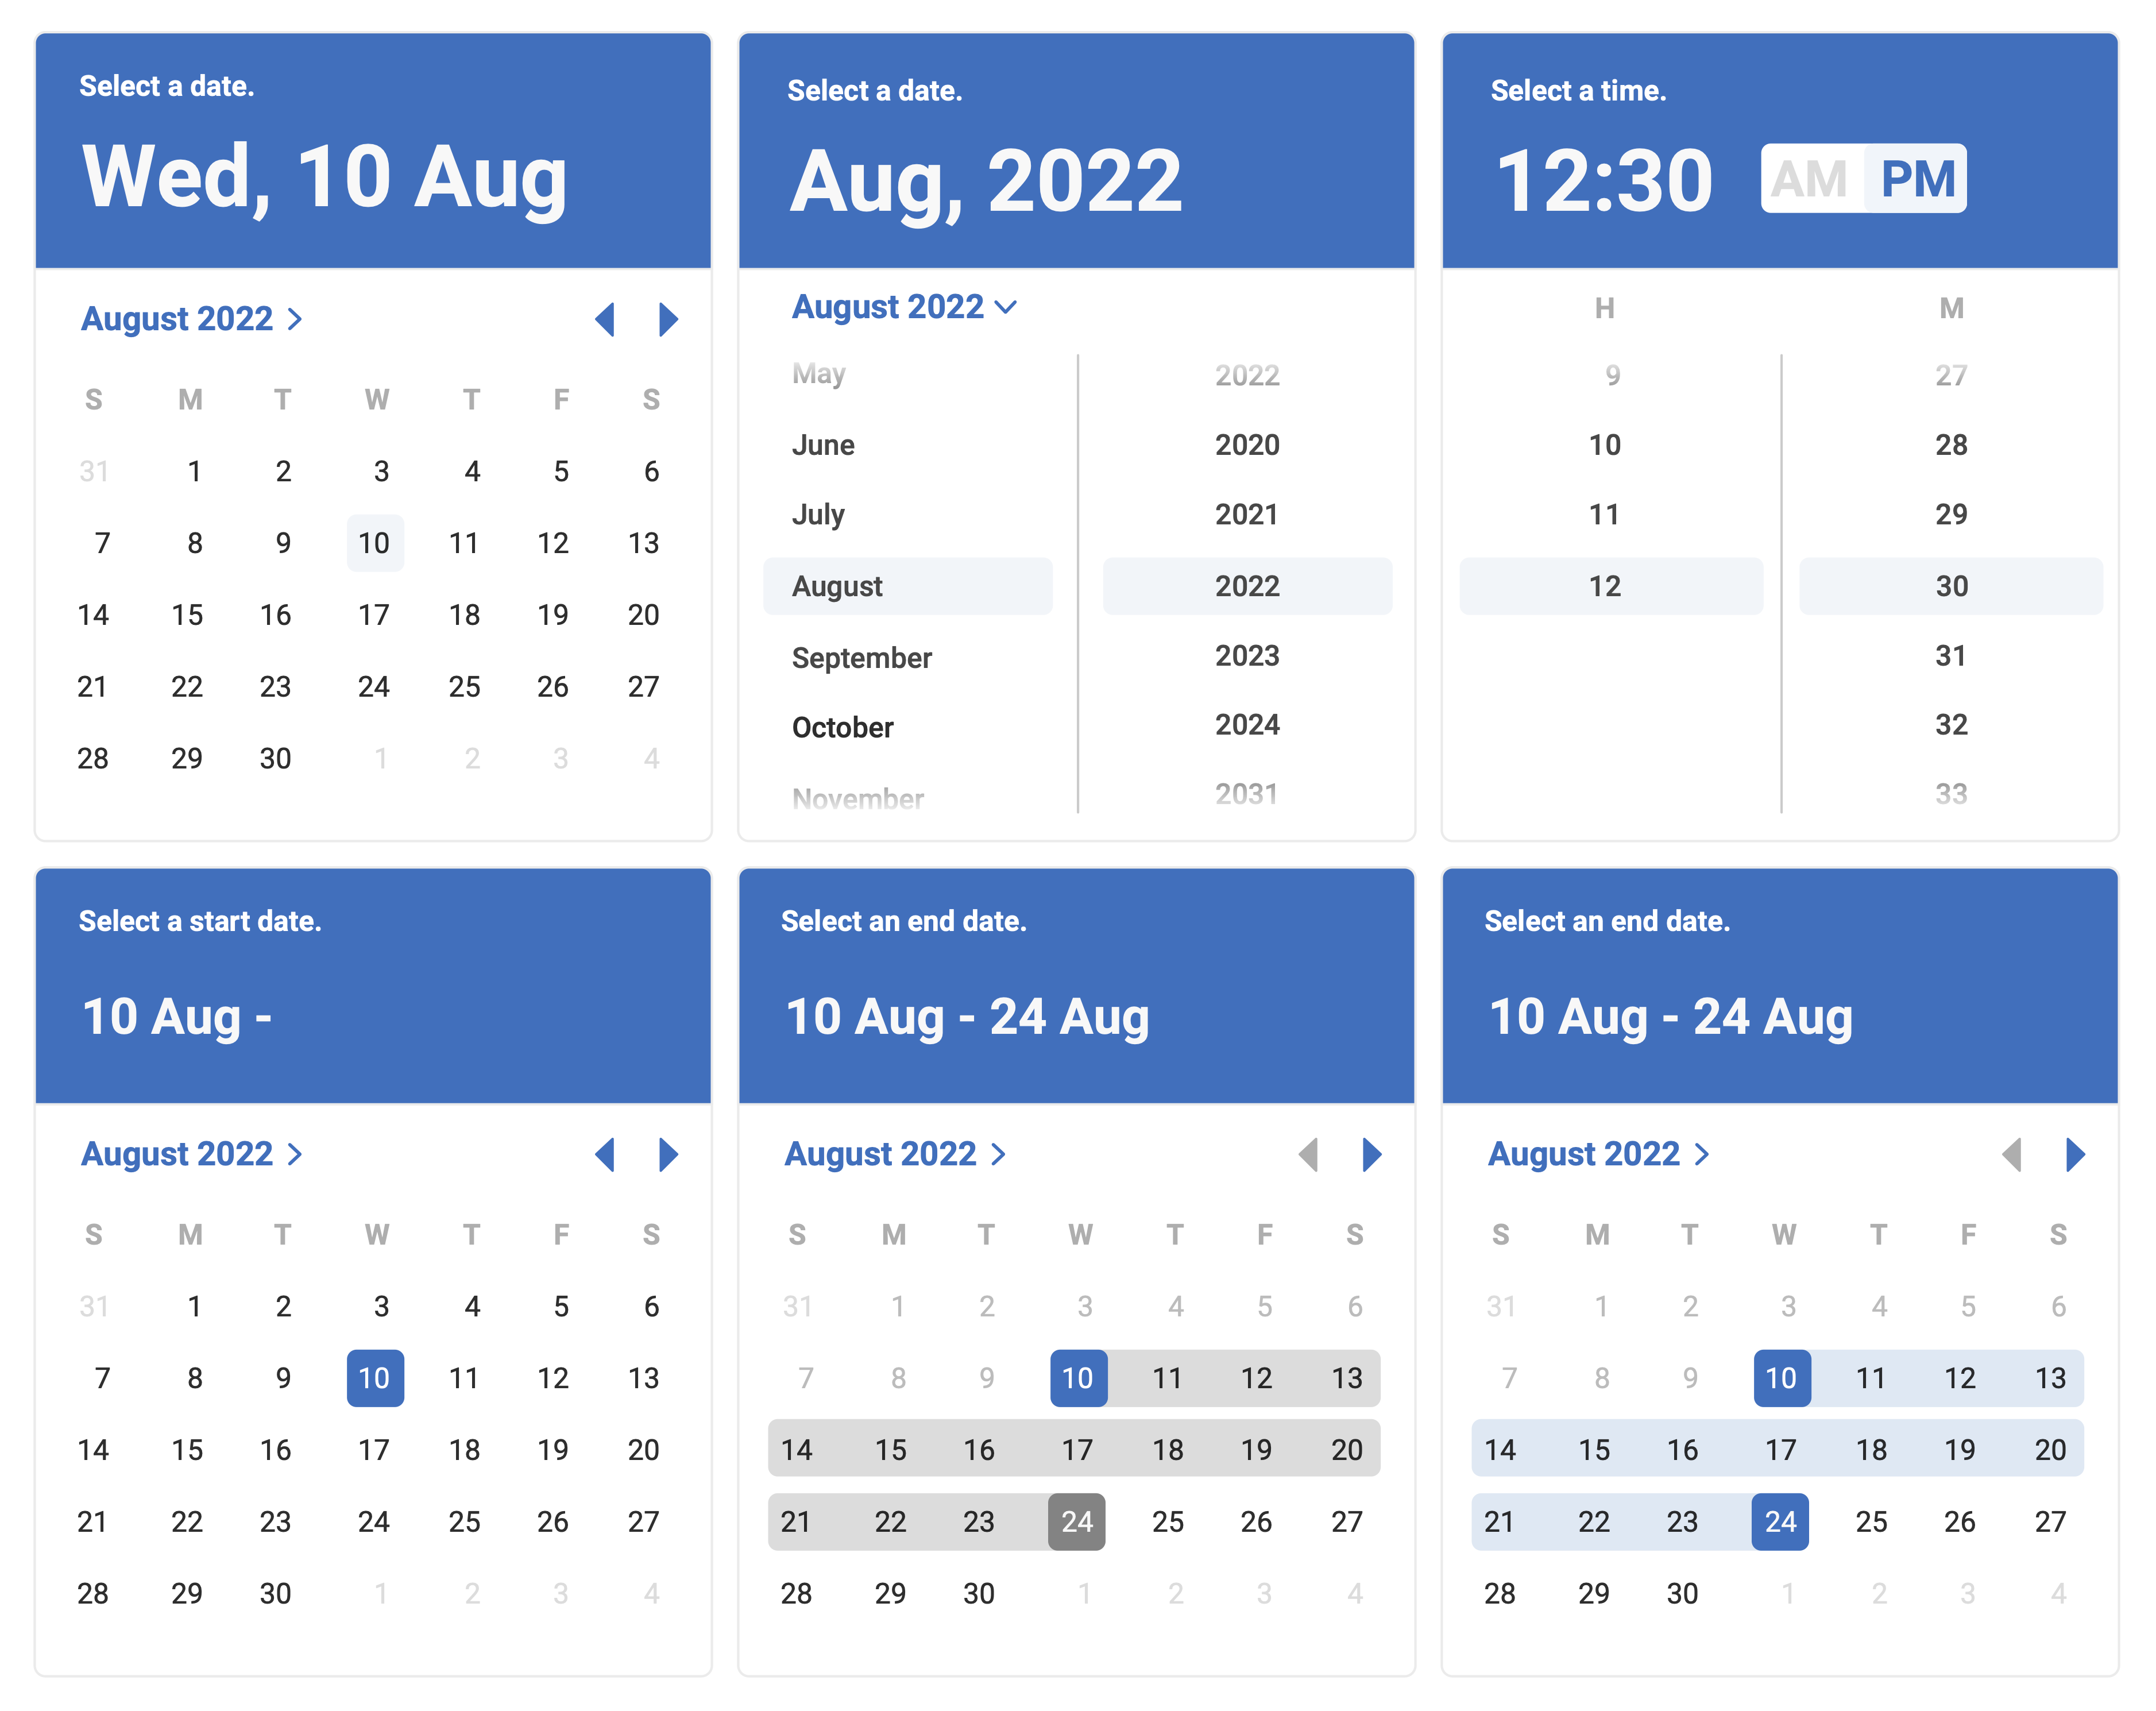 Select a date.
Wed, 10 Aug
August 2022
S M T W T F S
31 1 2 3 4 5 6
7 8 9 10 11 12 13
14 15 16 17 18 19 20
21 22 23 24 25 26 27
28 29 30 1 2 3 4
Select a date.
Aug, 2022
August 2022
May 2022
June 2020
July 2021
August 2022
September 2023
October 2024
November 2031
Select a time.
12:30 AM PM
H M
9 27
10 28
11 29
12 30
31
32
33
Select a start date.
10 Aug -
August 2022
S M T W T F S
31 1 2 3 4 5 6
7 8 9 10 11 12 13
14 15 16 17 18 19 20
21 22 23 24 25 26 27
28 29 30 1 2 3 4
Select an end date.
10 Aug - 24 Aug
August 2022
S M T W T F S
31 1 2 3 4 5 6
7 8 9 10 11 12 13
14 15 16 17 18 19 20
21 22 23 24 25 26 27
28 29 30 1 2 3 4
Select an end date.
10 Aug - 24 Aug
August 2022
S M T W T F S
31 1 2 3 4 5 6
7 8 9 10 11 12 13
14 15 16 17 18 19 20
21 22 23 24 25 26 27
28 29 30 1 2 3 4